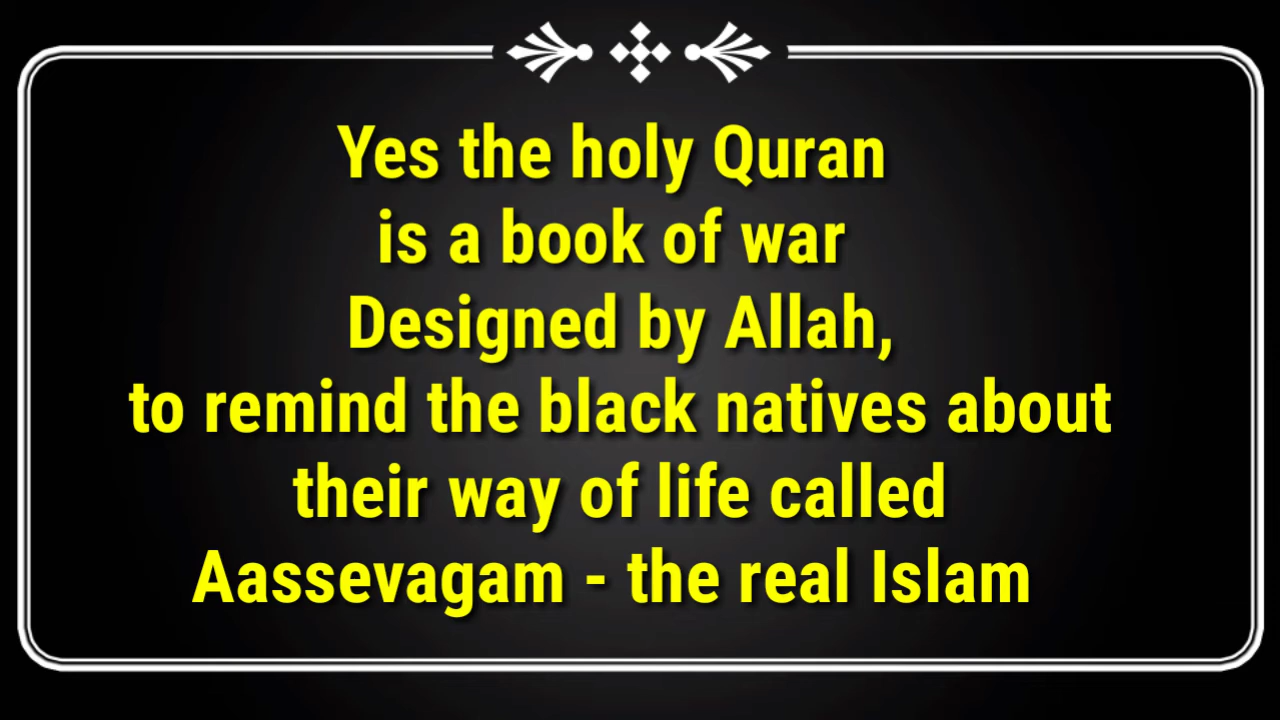 Yes the holy Quran
is a book of war
Designed by Allah,
to remind the black natives about
their way of life called
Aassevagam - the real Islam